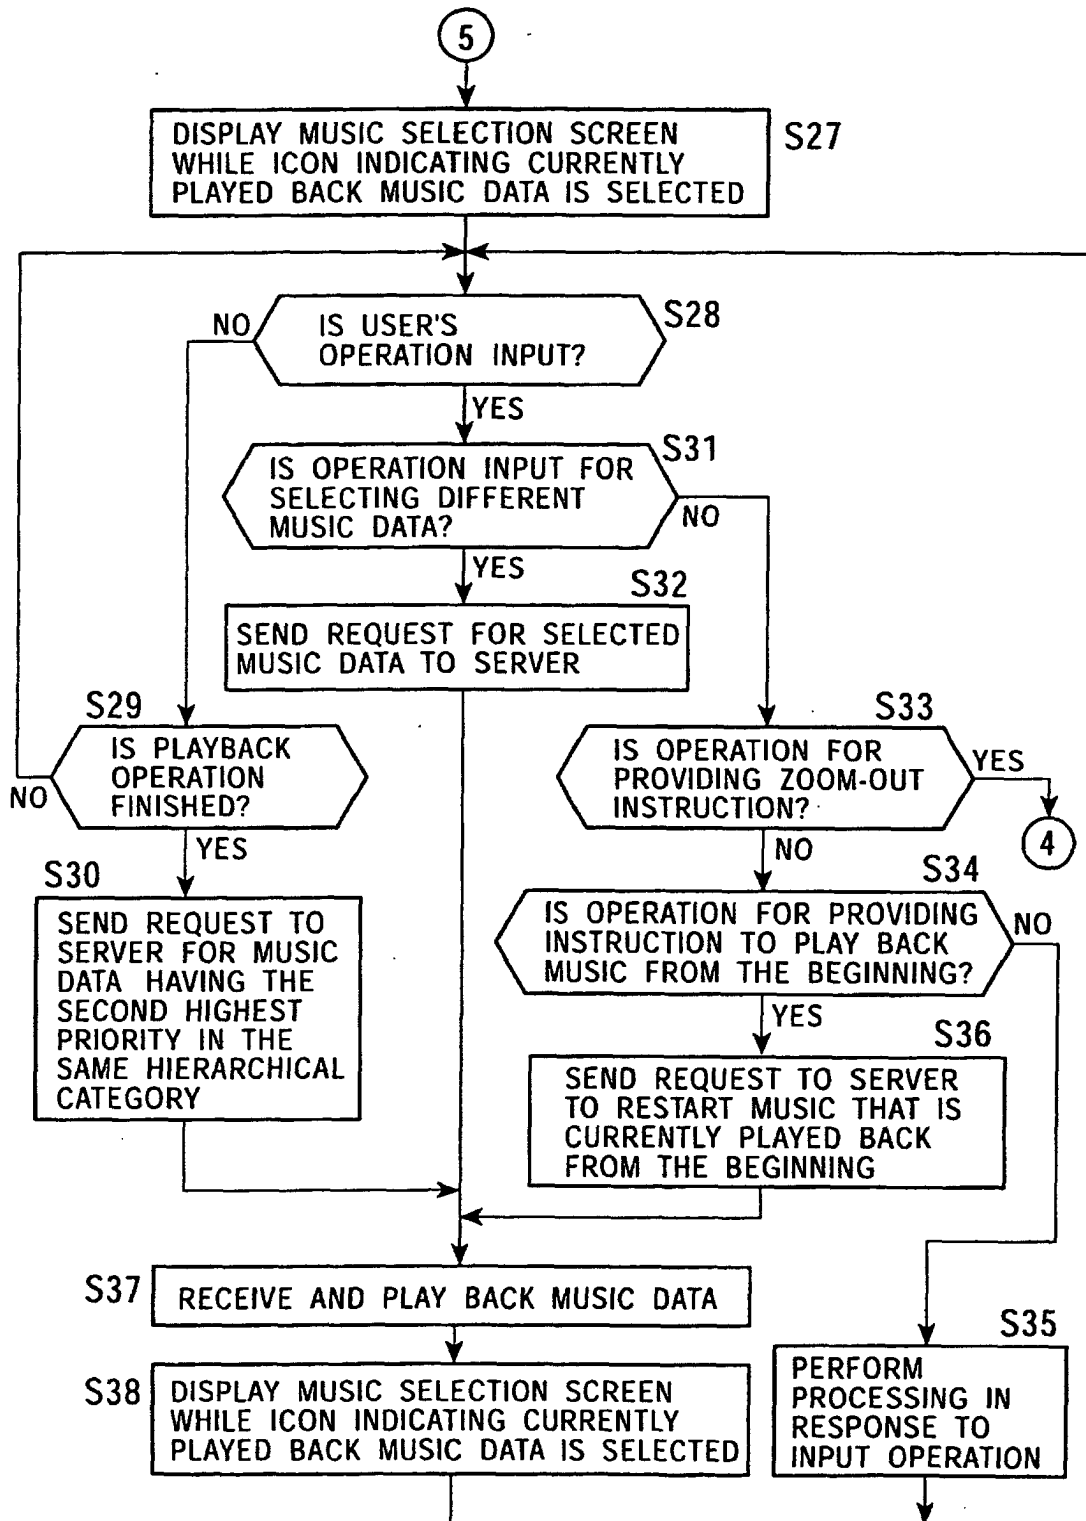 5
S27
DISPLAY MUSIC SELECTION SCREEN
WHILE ICON INDICATING CURRENTLY
PLAYED BACK MUSIC DATA IS SELECTED
NO
S28
IS USER'S
OPERATION INPUT?
YES
S31
IS OPERATION INPUT FOR
SELECTING DIFFERENT
MUSIC DATA?
NO
YES
S32
SEND REQUEST FOR SELECTED
MUSIC DATA TO SERVER
S29
IS PLAYBACK
OPERATION
FINISHED?
NO
YES
S33
IS OPERATION FOR
PROVIDING ZOOM-OUT
INSTRUCTION?
YES
4
NO
S30
SEND REQUEST TO
SERVER FOR MUSIC
DATA HAVING THE
SECOND HIGHEST
PRIORITY IN THE
SAME HIERARCHICAL
CATEGORY
S34
IS OPERATION FOR PROVIDING
INSTRUCTION TO PLAY BACK
MUSIC FROM THE BEGINNING?
NO
YES
S36
SEND REQUEST TO SERVER
TO RESTART MUSIC THAT IS
CURRENTLY PLAYED BACK
FROM THE BEGINNING
S37
RECEIVE AND PLAY BACK MUSIC DATA
S38
DISPLAY MUSIC SELECTION SCREEN
WHILE ICON INDICATING CURRENTLY
PLAYED BACK MUSIC DATA IS SELECTED
S35
PERFORM
PROCESSING IN
RESPONSE TO
INPUT OPERATION